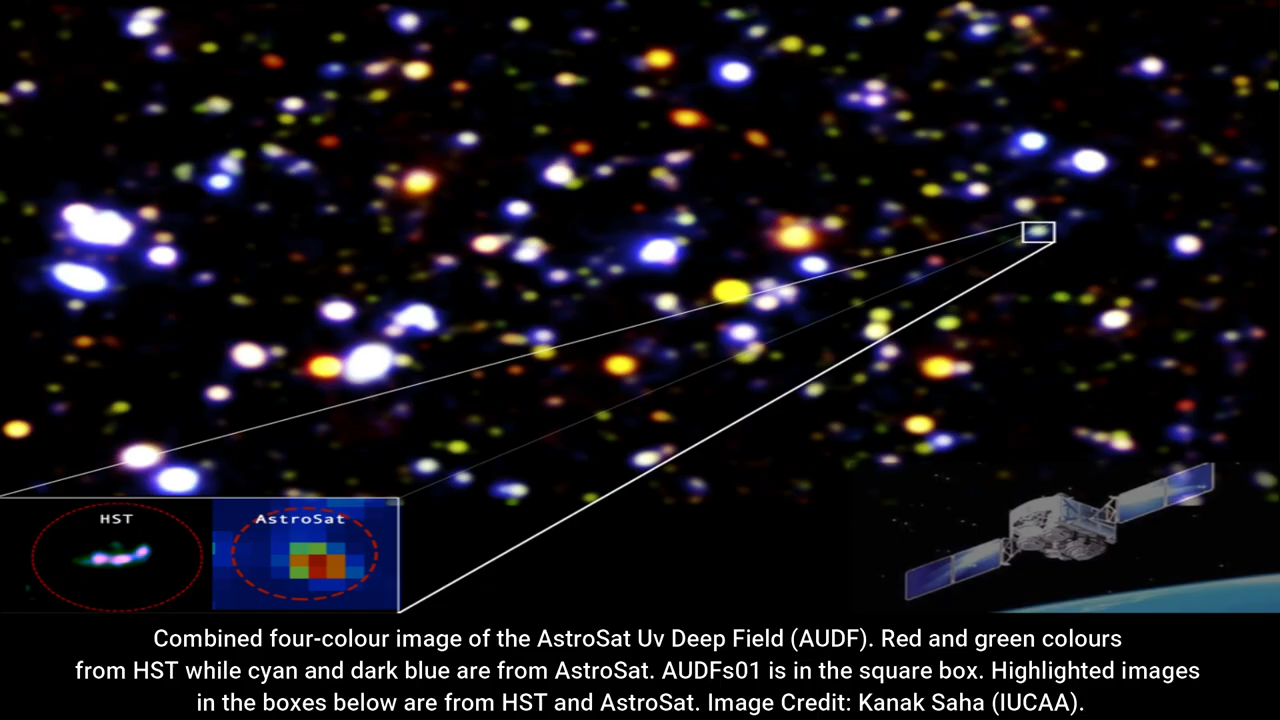 HST
AstroSat
Combined four-colour image of the AstroSat Uv Deep Field (AUDF). Red and green colours
from HST while cyan and dark blue are from AstroSat. AUDFs01 is in the square box. Highlighted images
in the boxes below are from HST and AstroSat. Image Credit: Kanak Saha (IUCAA).